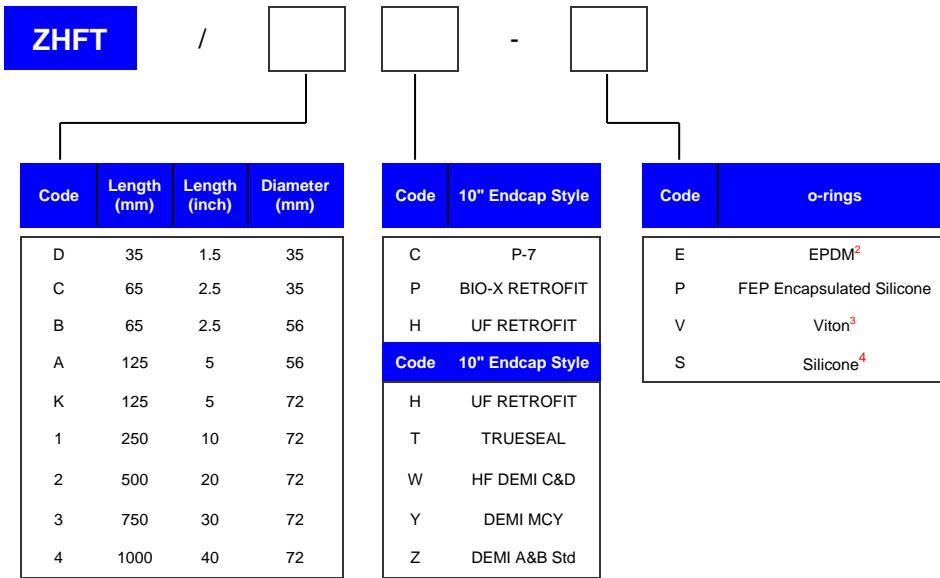 ZHFT / -
Code Length (mm) Length (inch) Diameter (mm)
D 35 1.5 35
C 65 2.5 35
B 65 2.5 56
A 125 5 56
K 125 5 72
1 250 10 72
2 500 20 72
3 750 30 72
4 1000 40 72
Code 10" Endcap Style
C P-7
P BIO-X RETROFIT
H UF RETROFIT
Code 10" Endcap Style
H UF RETROFIT
T TRUESEAL
W HF DEMI C&D
Y DEMI MCY
Z DEMI A&B Std
Code o-rings
E EPDM2
P FEP Encapsulated Silicone
V Viton3
S Silicone4